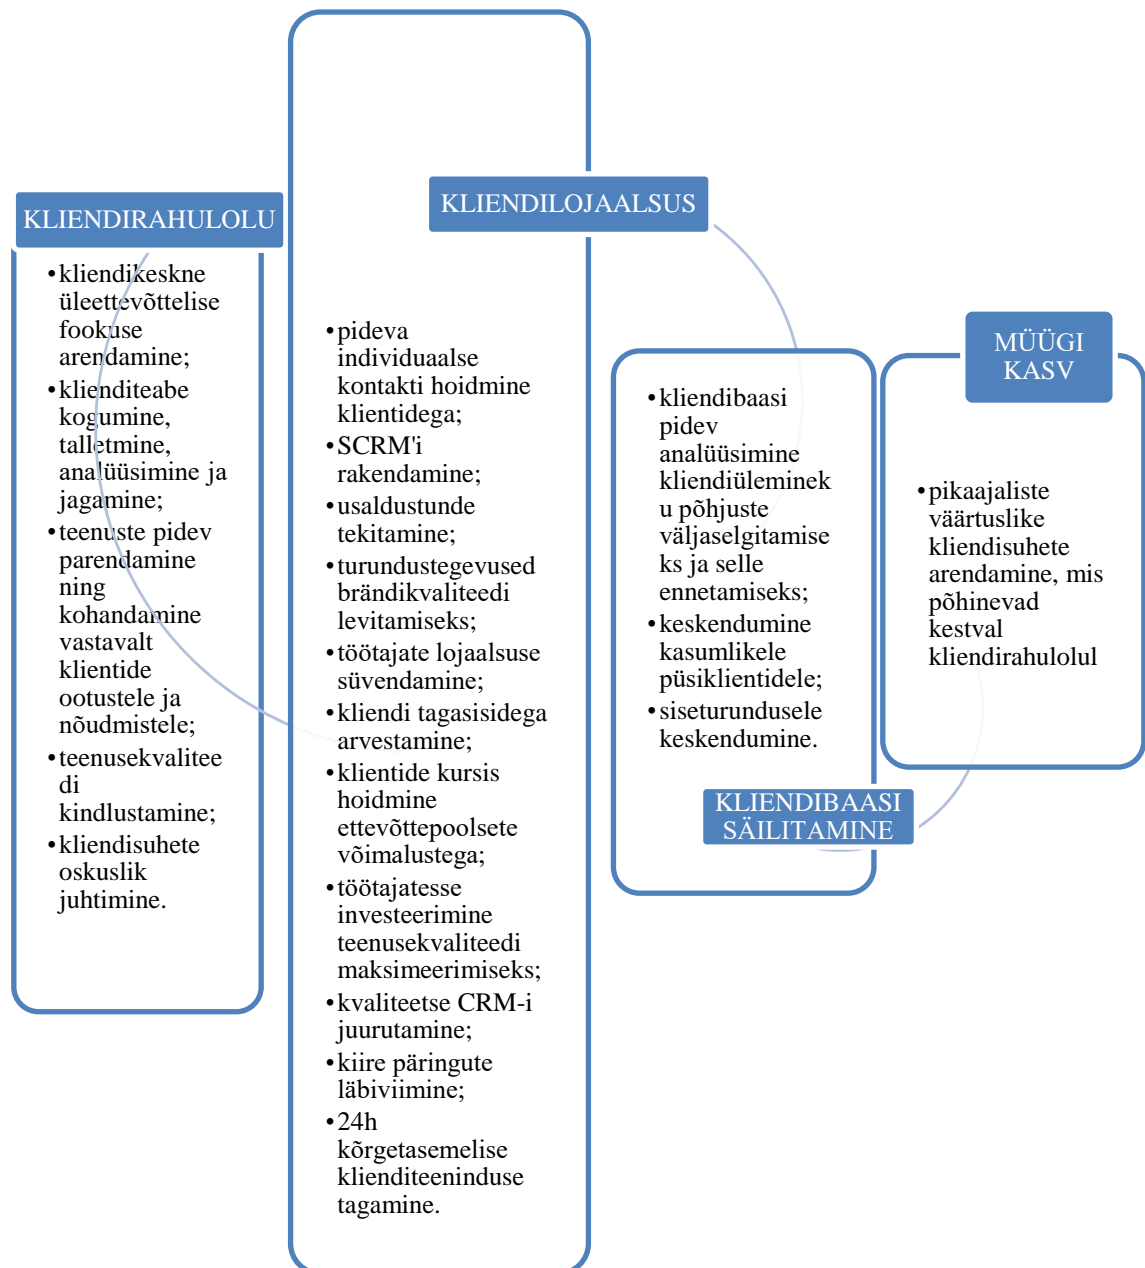 KLIENDIRAHULOLU
•kliendikeskne
üleettevõttelise
fookuse
arendamine;
•klienditeabe
kogumine,
talletmine,
analüüsimine ja
jagamine;
•teenuste pidev
parendamine
ning
kohandamine
vastavalt
klientide
ootustele ja
nõudmistele;
•teenusekvalitee
di
kindlustamine;
•kliendisuhete
oskuslik
juhtimine.
KLIENDILOJAALSUS
•pideva
individuaalse
kontakti hoidmine
klientidega;
•SCRM'i
rakendamine;
•usaldustunde
tekitamine;
•turundustegevused
brändikvaliteedi
levitamiseks;
•töötajate lojaalsuse
süvendamine;
•kliendi tagasisidega
arvestamine;
•klientide kursis
hoidmine
ettevõttepoolsete
võimalustega;
•töötajatesse
investeerimine
teenusekvaliteedi
maksimeerimiseks;
•kvaliteetse CRM-i
juurutamine;
•kiire päringute
läbiviimine;
•24h
kõrgetasemelise
klienditeeninduse
tagamine.
•kliendibaasi
pidev
analüüsimine
kliendiüleminek
u põhjuste
väljaselgitamise
ks ja selle
ennetamiseks;
•keskendumine
kasumlikele
püsiklientidele;
•siseturundusele
keskendumine.
KLIENDIBAASI
SÄILITAMINE
MÜÜGI
KASV
•pikaajaliste
väärtuslike
kliendisuhete
arendamine, mis
põhinevad
kestval
kliendirahulolul